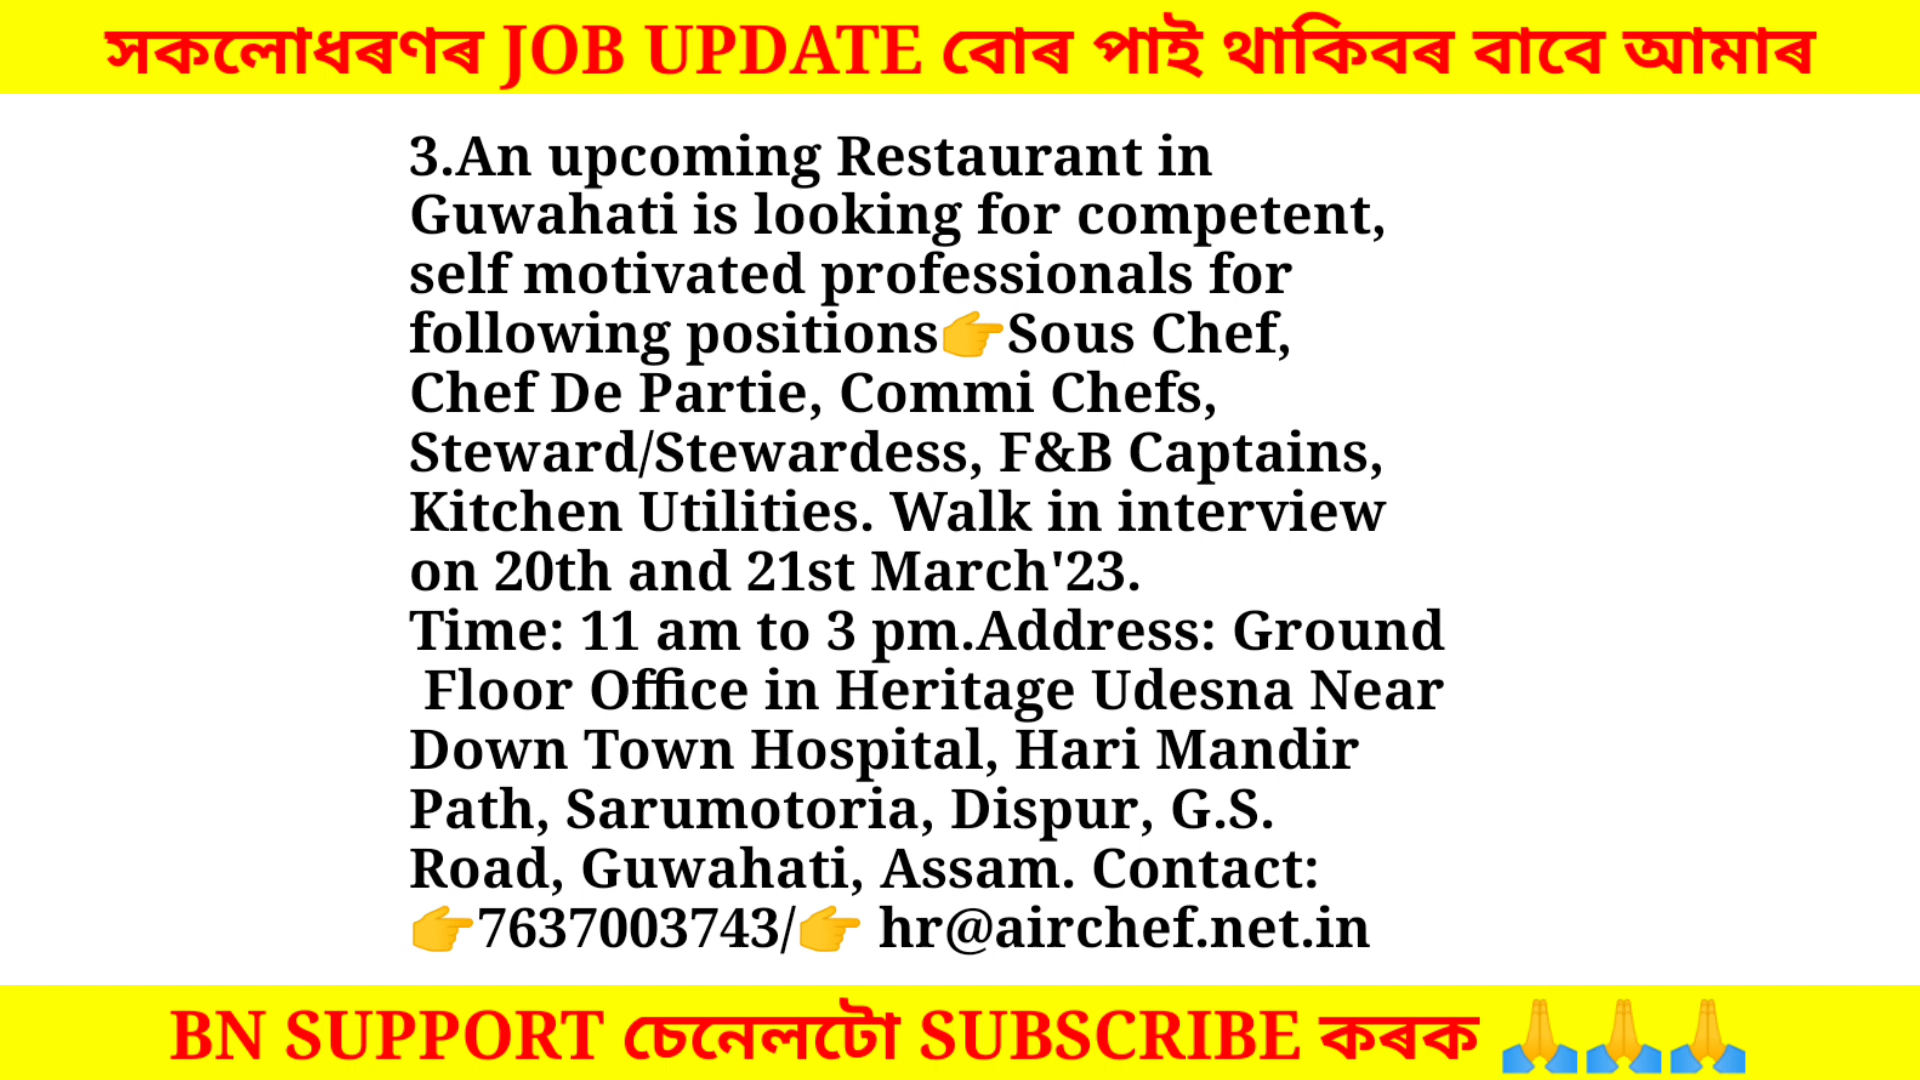 সকলোধৰণৰ JOB UPDATE বোৰ পাই থাকিবৰ বাবে আমাৰ
3.An upcoming Restaurant in
Guwahati is looking for competent,
self motivated professionals for
following positions👉Sous Chef,
Chef De Partie, Commi Chefs,
Steward/Stewardess, F&B Captains,
Kitchen Utilities. Walk in interview
on 20th and 21st March'23.
Time: 11 am to 3 pm.Address: Ground
Floor Office in Heritage Udesna Near
Down Town Hospital, Hari Mandir
Path, Sarumotoria, Dispur, G.S.
Road, Guwahati, Assam. Contact:
👉7637003743/👉 hr@airchef.net.in
BN SUPPORT চেনেলটো SUBSCRIBE কৰক 🙏🙏🙏